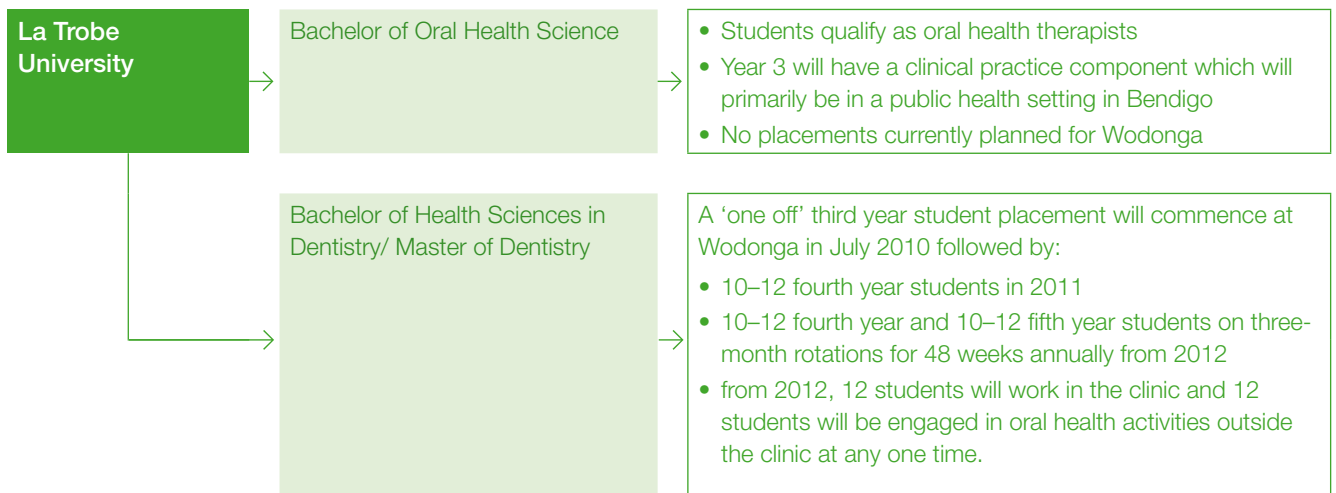 La Trobe
University
Bachelor of Oral Health Science
• Students qualify as oral health therapists
• Year 3 will have a clinical practice component which will
primarily be in a public health setting in Bendigo
• No placements currently planned for Wodonga
Bachelor of Health Sciences in
Dentistry/ Master of Dentistry
A ‘one off’ third year student placement will commence at
Wodonga in July 2010 followed by:
• 10–12 fourth year students in 2011
• 10–12 fourth year and 10–12 fifth year students on three-
month rotations for 48 weeks annually from 2012
• from 2012, 12 students will work in the clinic and 12
students will be engaged in oral health activities outside
the clinic at any one time.